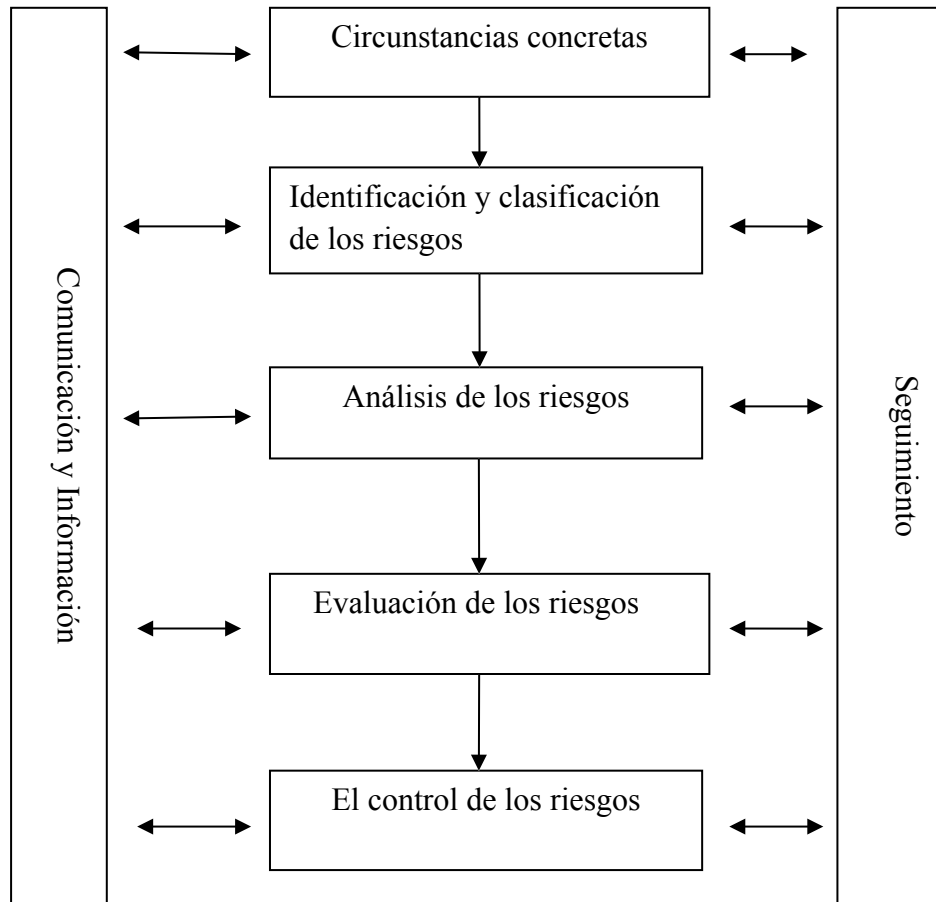 Circunstancias concretas
Identificación y clasificación
de los riesgos
Análisis de los riesgos
Evaluación de los riesgos
El control de los riesgos
Comunicación y Información
Seguimiento